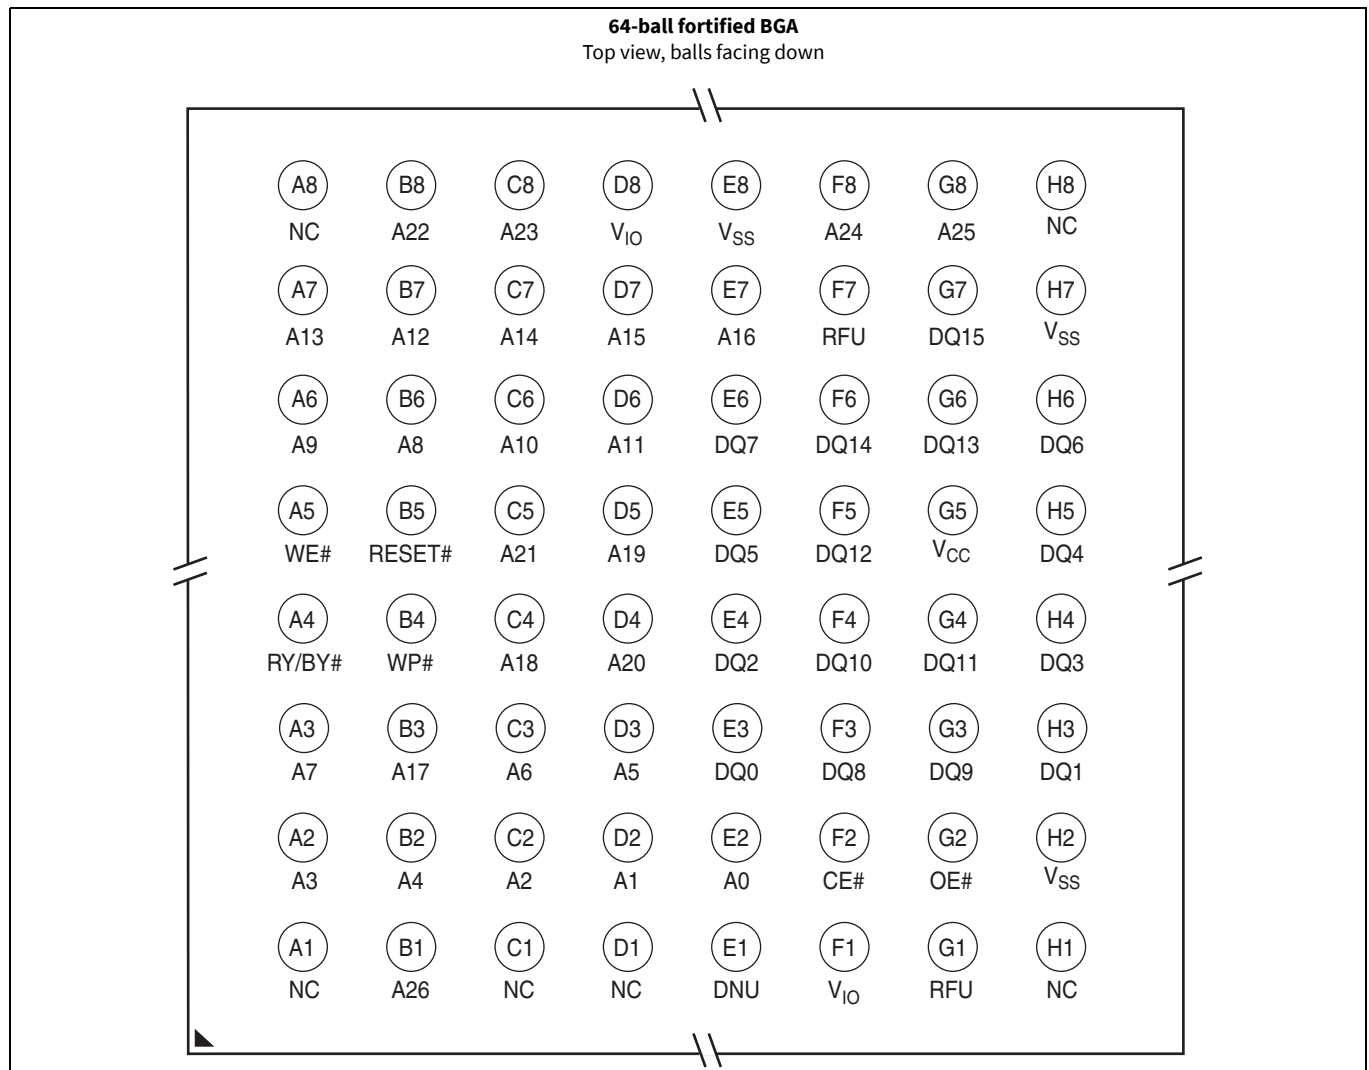 64-ball fortified BGA
Top view, balls facing down
A8 B8 C8 D8 E8 F8 G8 H8
NC A22 A23 VIO VSS A24 A25 NC
A7 B7 C7 D7 E7 F7 G7 H7
A13 A12 A14 A15 A16 RFU DQ15 VSS
A6 B6 C6 D6 E6 F6 G6 H6
A9 A8 A10 A11 DQ7 DQ14 DQ13 DQ6
A5 B5 C5 D5 E5 F5 G5 H5
WE# RESET# A21 A19 DQ5 DQ12 VCC DQ4
A4 B4 C4 D4 E4 F4 G4 H4
RY/BY# WP# A18 A20 DQ2 DQ10 DQ11 DQ3
A3 B3 C3 D3 E3 F3 G3 H3
A7 A17 A6 A5 DQ0 DQ8 DQ9 DQ1
A2 B2 C2 D2 E2 F2 G2 H2
A3 A4 A2 A1 A0 CE# OE# VSS
A1 B1 C1 D1 E1 F1 G1 H1
NC A26 NC NC DNU VIO RFU NC